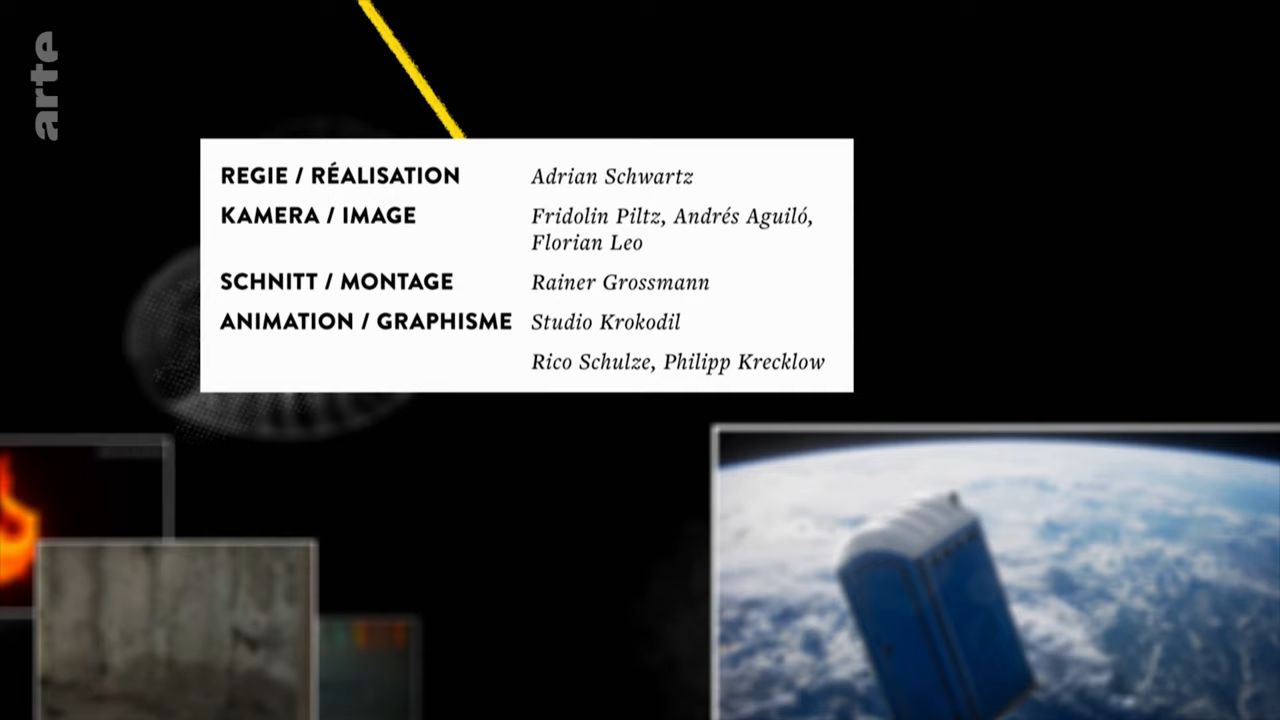 arte
REGIE / RÉALISATION Adrian Schwartz
KAMERA / IMAGE Fridolin Piltz, Andrés Aguiló,
Florian Leo
SCHNITT / MONTAGE Rainer Grossmann
ANIMATION / GRAPHISME Studio Krokodil
Rico Schulze, Philipp Krecklow